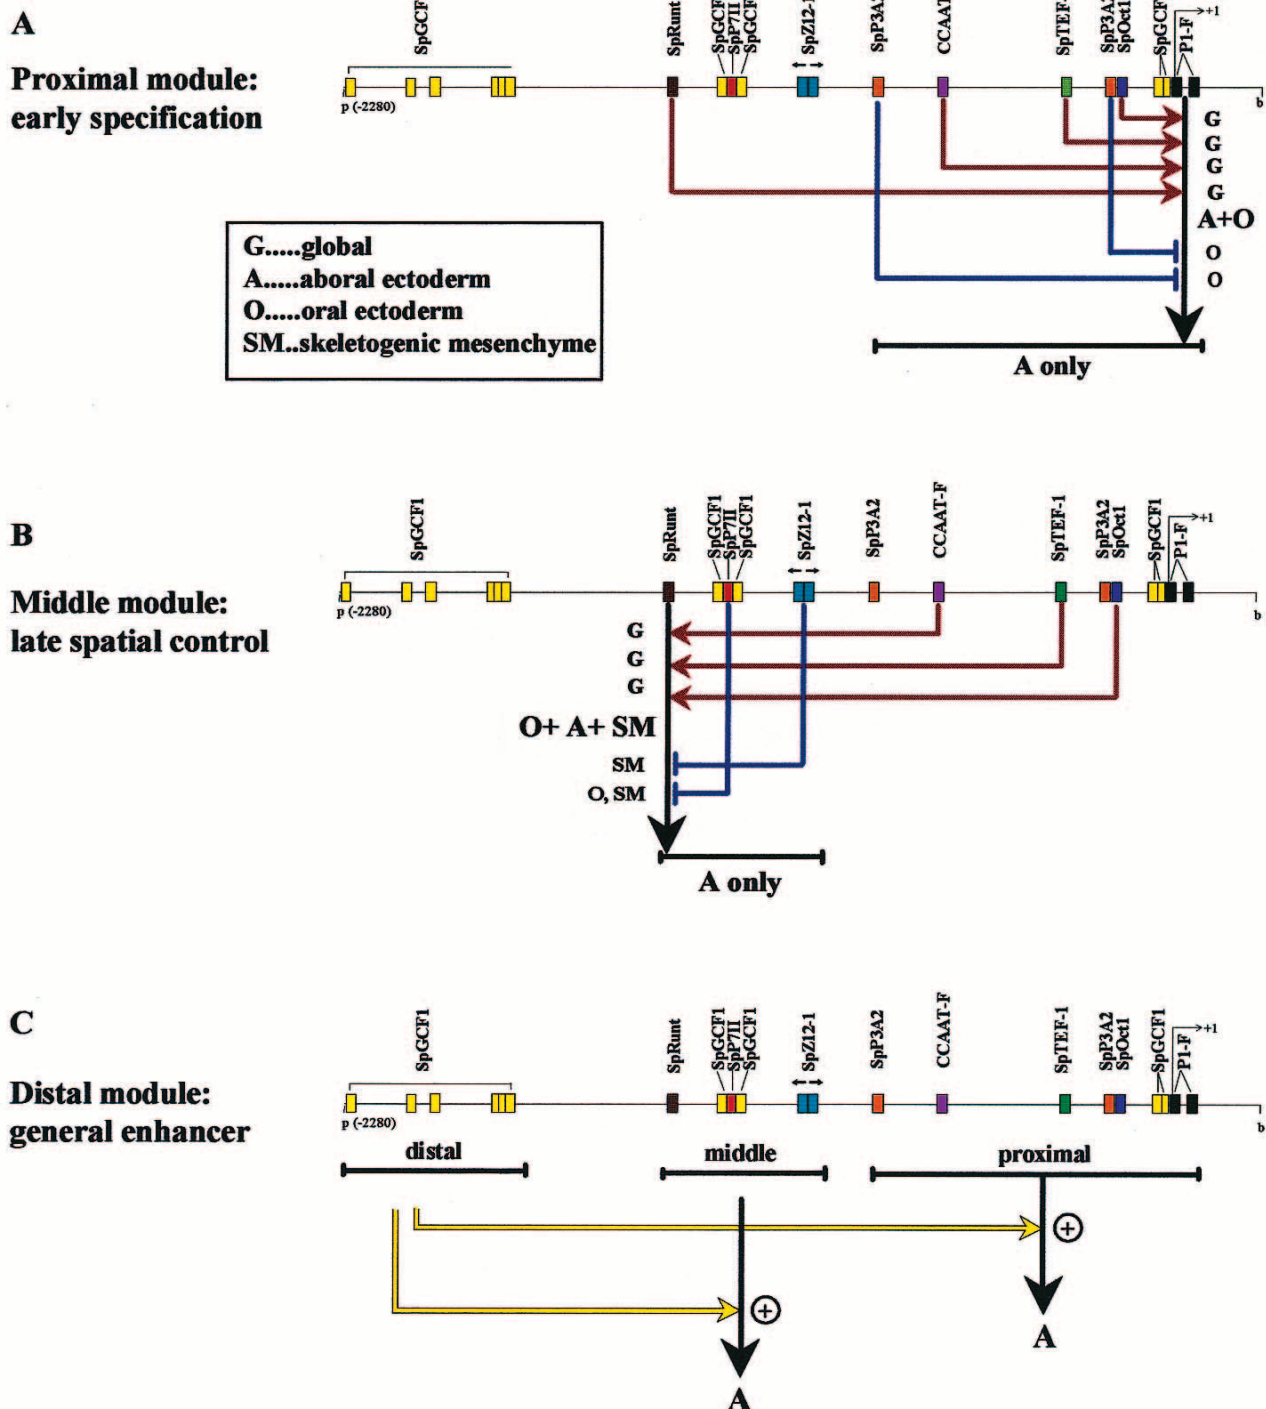 A
Proximal module:
early specification
SpGCF
SpRunt
SpGCF
SpP7II
SpGCF
SpZ12-1
SpP3A2
CCAAT
SpTEF-
SpP3A2
SpOct1
SpGCF
P1-F
+1
p (-2280)
b
G
G
G
G
A+O
O
O
A only
G.....global
A.....aboral ectoderm
O.....oral ectoderm
SM..skeletogenic mesenchyme
B
Middle module:
late spatial control
SpGCF1
SpRunt
SpGCF1
SpP7II
SpGCF1
SpZ12-1
SpP3A2
CCAAT-F
SpTEF-1
SpP3A2
SpOct1
SpGCF1
P1-F
+1
p (-2280)
b
G
G
G
O+ A+ SM
SM
O, SM
A only
C
Distal module:
general enhancer
SpGCF1
SpRunt
SpGCF1
SpP7II
SpGCF1
SpZ12-1
SpP3A2
CCAAT-F
SpTEF-1
SpP3A2
SpOct1
SpGCF1
P1-F
+1
p (-2280)
b
distal
middle
proximal
+
+
A
A